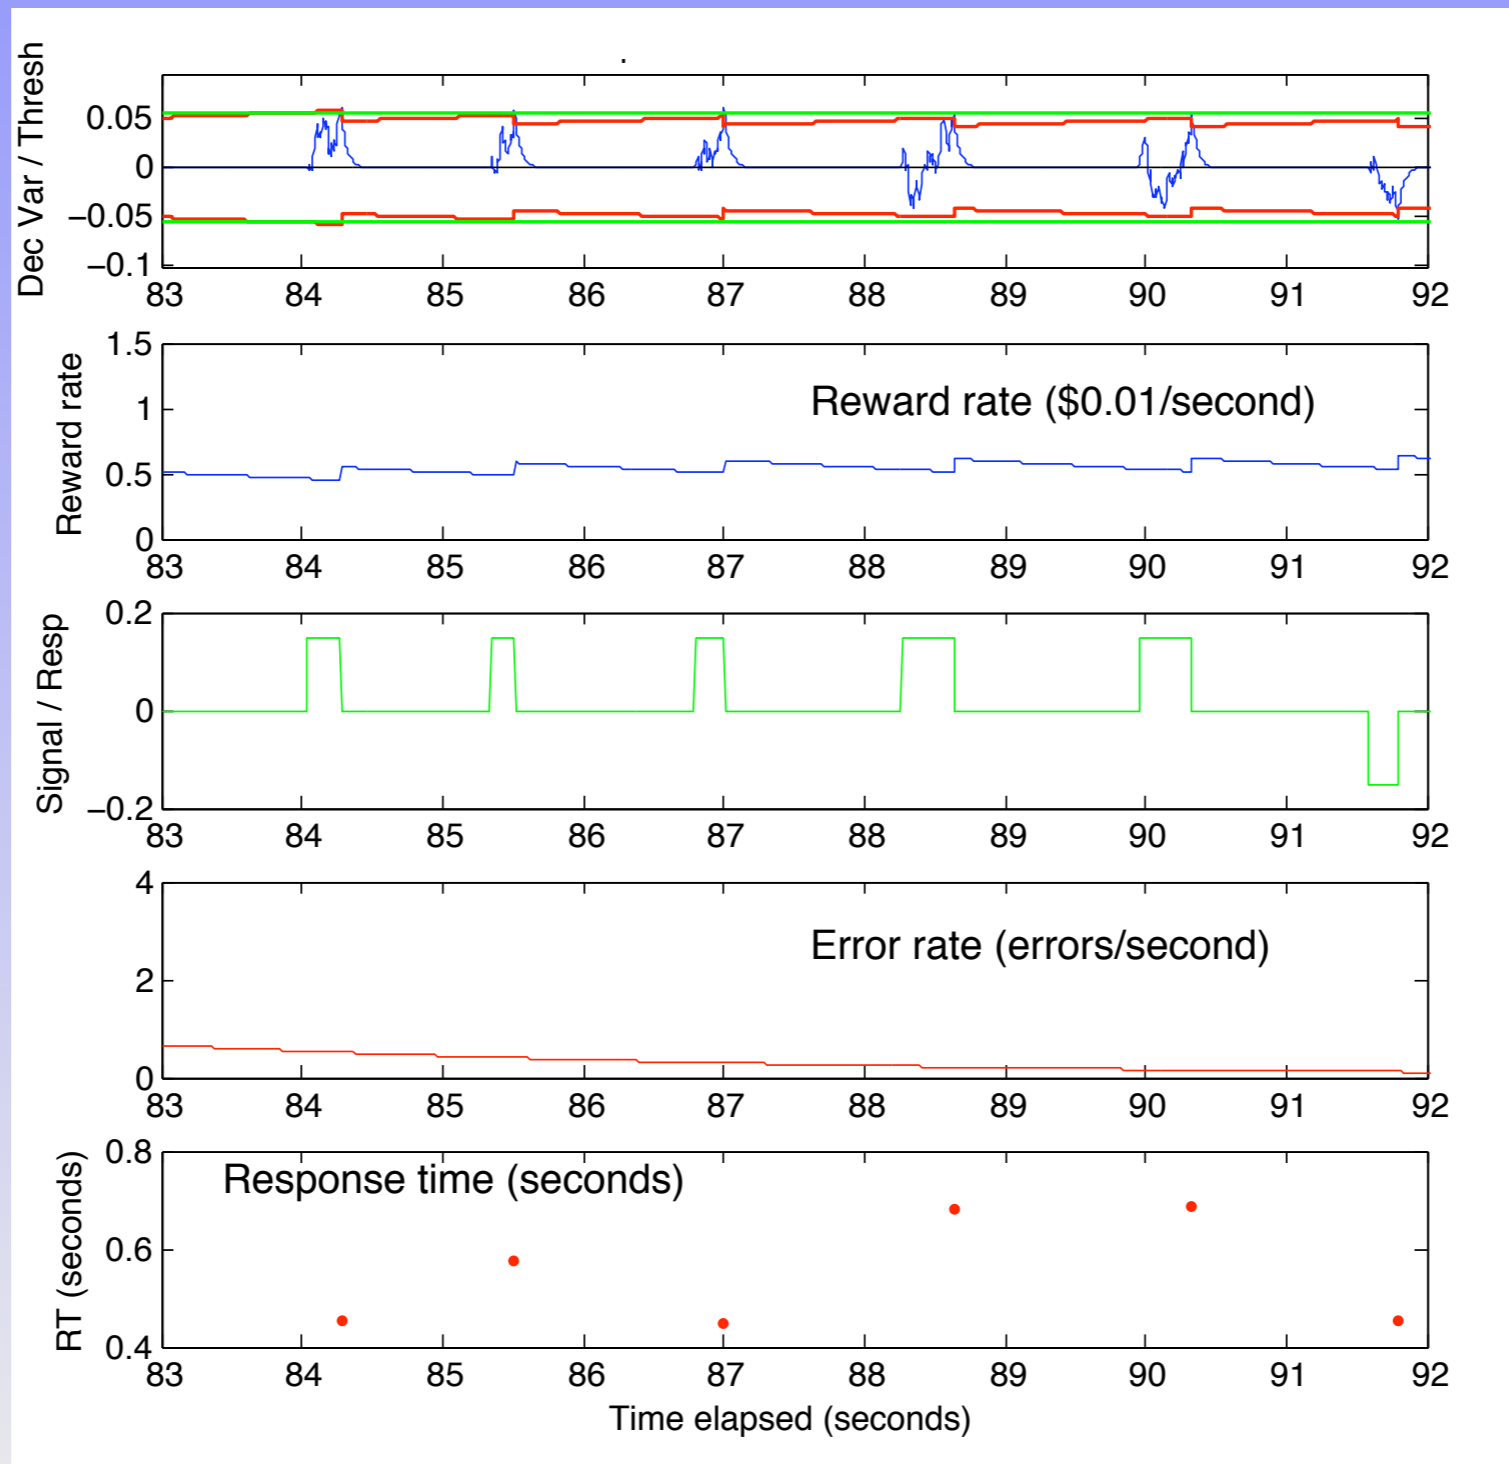 Dec Var / Thresh
0.05
0
−0.05
−0.1
83 84 85 86 87 88 89 90 91 92
Reward rate
1.5
1
0.5
0
Reward rate ($0.01/second)
83 84 85 86 87 88 89 90 91 92
Signal / Resp
0.2
0
−0.2
83 84 85 86 87 88 89 90 91 92
4
2
0
Error rate (errors/second)
83 84 85 86 87 88 89 90 91 92
RT (seconds)
0.8
0.6
0.4
Response time (seconds)
83 84 85 86 87 88 89 90 91 92
Time elapsed (seconds)